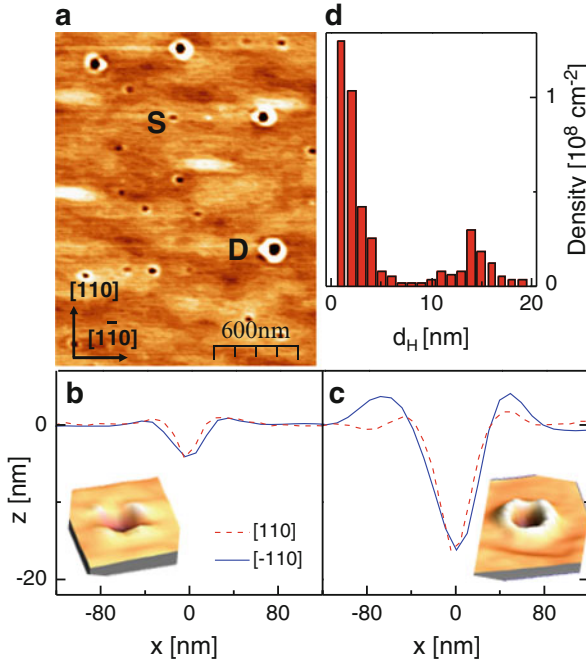 a
S
D
[110]
[1̄10]
600nm
d
1
0
Density [10⁸ cm⁻²]
0 10 20
d_H [nm]
b
c
0
-20
z [nm]
[110]
[-110]
-80 0 80
-80 0 80
x [nm]
x [nm]